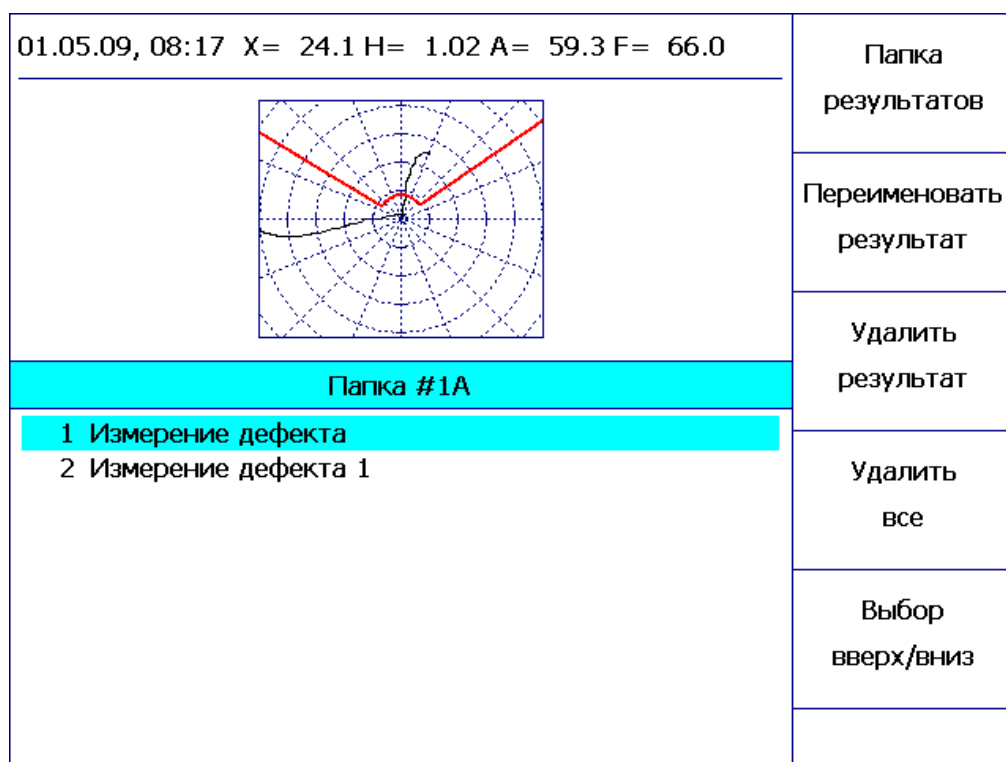 01.05.09, 08:17 X= 24.1 H= 1.02 A= 59.3 F= 66.0
Папка #1A
1 Измерение дефекта
2 Измерение дефекта 1
Папка
результатов
Переименовать
результат
Удалить
результат
Удалить
все
Выбор
вверх/вниз